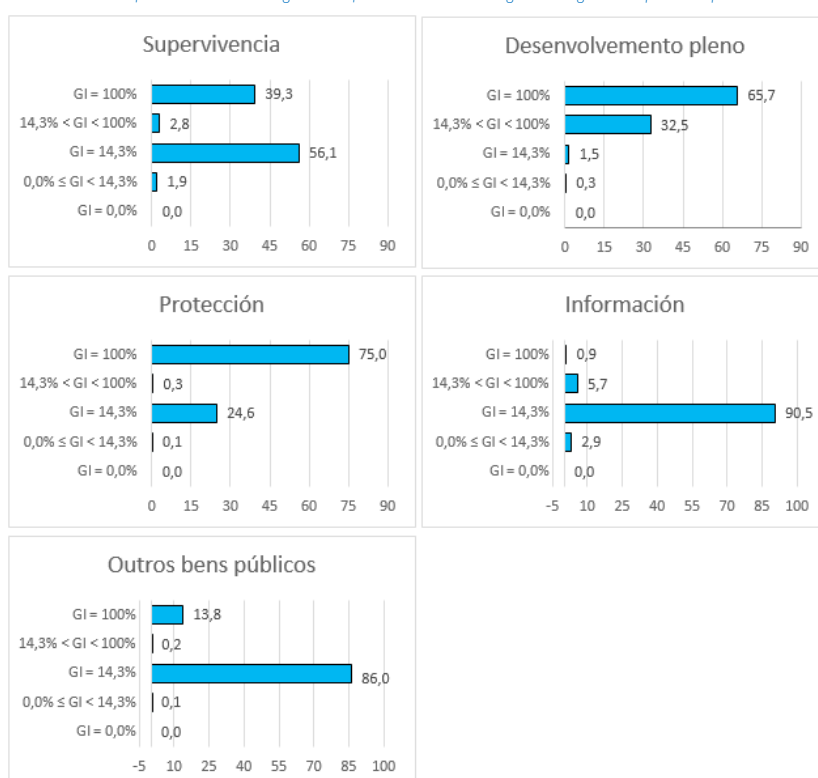 Supervivencia
GI = 100%
39,3
14,3% < GI < 100%
2,8
GI = 14,3%
56,1
0,0% ≤ GI < 14,3%
1,9
GI = 0,0%
0,0
0 15 30 45 60 75 90
Desenvolvemento pleno
GI = 100%
65,7
14,3% < GI < 100%
32,5
GI = 14,3%
1,5
0,0% ≤ GI < 14,3%
0,3
GI = 0,0%
0,0
0 15 30 45 60 75 90
Protección
GI = 100%
75,0
14,3% < GI < 100%
0,3
GI = 14,3%
24,6
0,0% ≤ GI < 14,3%
0,1
GI = 0,0%
0,0
0 15 30 45 60 75 90
Información
GI = 100%
0,9
14,3% < GI < 100%
5,7
GI = 14,3%
90,5
0,0% ≤ GI < 14,3%
2,9
GI = 0,0%
0,0
-5 10 25 40 55 70 85 100
Outros bens públicos
GI = 100%
13,8
14,3% < GI < 100%
0,2
GI = 14,3%
86,0
0,0% ≤ GI < 14,3%
0,1
GI = 0,0%
0,0
-5 10 25 40 55 70 85 100